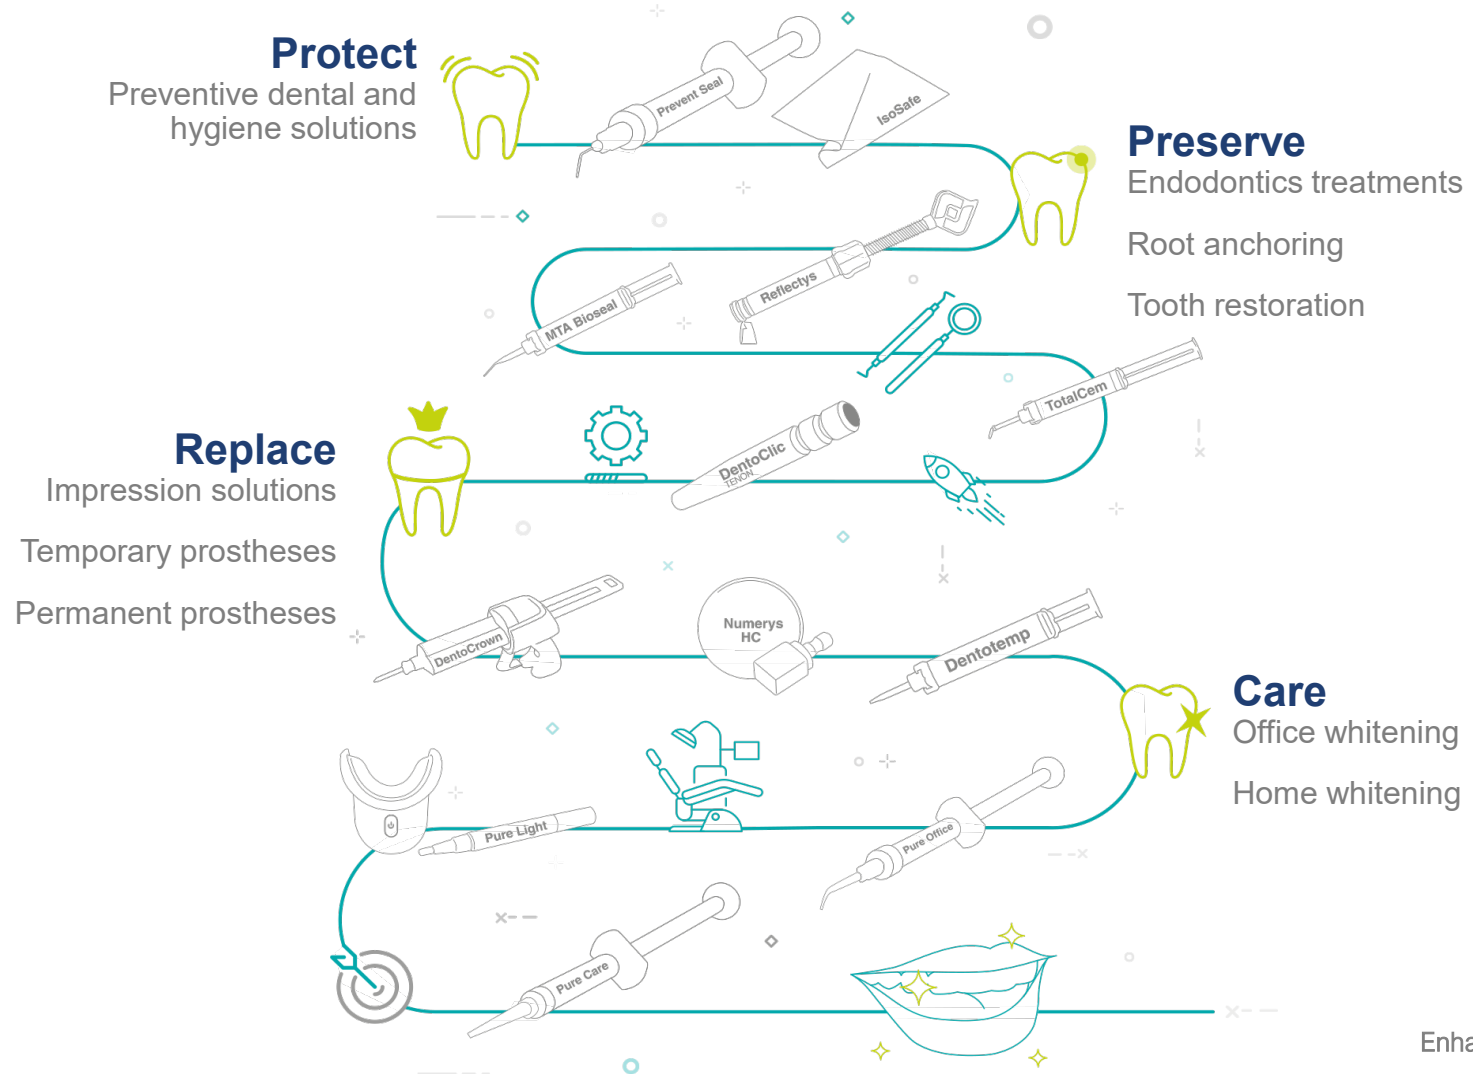 Protect
Preventive dental and
hygiene solutions
Prevent Seal
IsoSafe
Preserve
Endodontics treatments
Root anchoring
Tooth restoration
Reflectys
MTA Bioseal
TotalCem
DentoClic
TENON
Replace
Impression solutions
Temporary prostheses
Permanent prostheses
DentoCrown
Numerys
HC
Dentotemp
Care
Office whitening
Home whitening
Pure Light
Pure Office
Pure Care
Enha